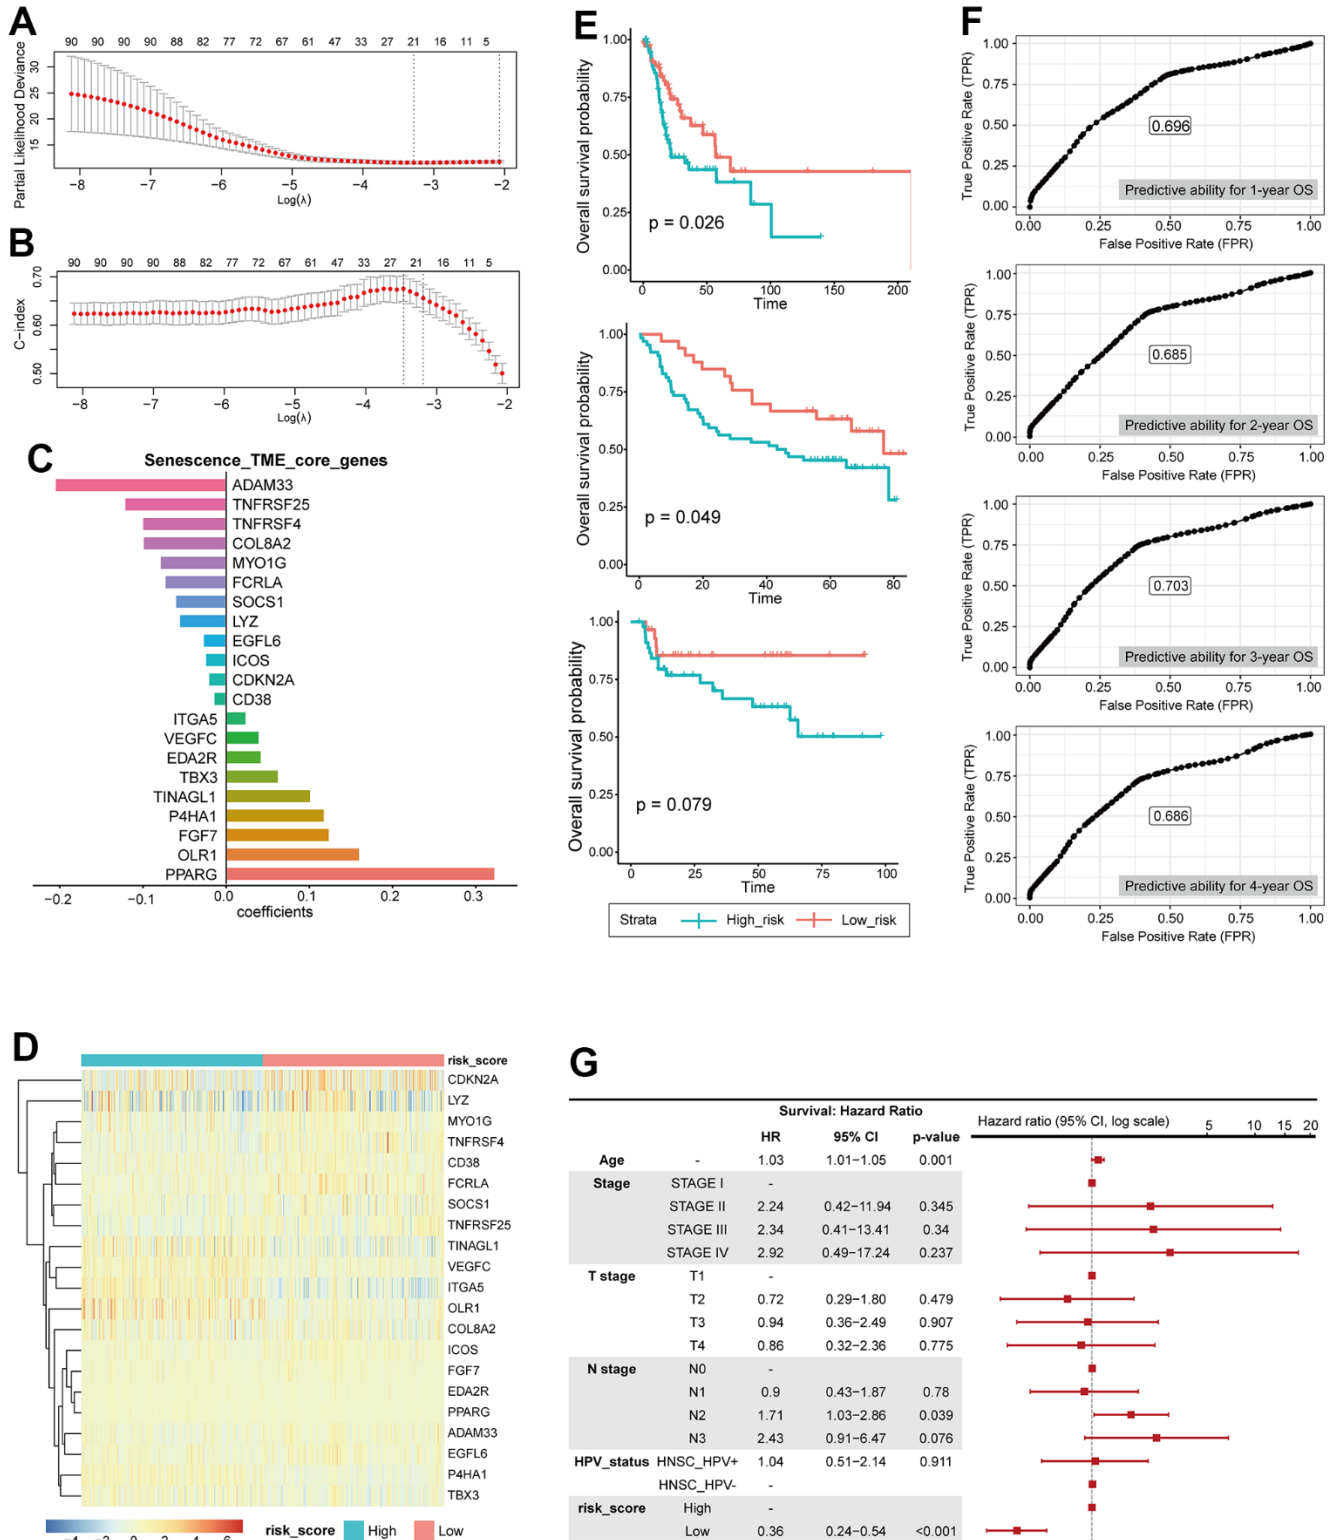 A
90 90 90 90 88 82 77 72 67 61 47 33 27 21 16 11 5
Partial Likelihood Deviance
30
25
20
15
−8 −7 −6 −5 −4 −3 −2
Log(λ)
B
90 90 90 90 88 82 77 72 67 61 47 33 27 21 16 11 5
C−index
0.70
0.60
0.50
−8 −7 −6 −5 −4 −3 −2
Log(λ)
C
Senescence_TME_core_genes
ADAM33
TNFRSF25
TNFRSF4
COL8A2
MYO1G
FCRLA
SOCS1
LYZ
EGFL6
ICOS
CDKN2A
CD38
ITGA5
VEGFC
EDA2R
TBX3
TINAGL1
P4HA1
FGF7
OLR1
PPARG
−0.2 −0.1 0.0 0.1 0.2 0.3
coefficients
D
risk_score
CDKN2A
LYZ
MYO1G
TNFRSF4
CD38
FCRLA
SOCS1
TNFRSF25
TINAGL1
VEGFC
ITGA5
OLR1
COL8A2
ICOS
FGF7
EDA2R
PPARG
ADAM33
EGFL6
P4HA1
TBX3
risk_score High Low
−4 −2 0 2 4 6
E
Overall survival probability
1.00
0.75
0.50
0.25
0.00
p = 0.026
0 50 100 150 200
Time
Overall survival probability
1.00
0.75
0.50
0.25
0.00
p = 0.049
0 20 40 60 80
Time
Overall survival probability
1.00
0.75
0.50
0.25
0.00
p = 0.079
0 25 50 75 100
Time
Strata High_risk Low_risk
F
True Positive Rate (TPR)
1.00
0.75
0.50
0.25
0.00
0.696
Predictive ability for 1-year OS
0.00 0.25 0.50 0.75 1.00
False Positive Rate (FPR)
True Positive Rate (TPR)
1.00
0.75
0.50
0.25
0.00
0.685
Predictive ability for 2-year OS
0.00 0.25 0.50 0.75 1.00
False Positive Rate (FPR)
True Positive Rate (TPR)
1.00
0.75
0.50
0.25
0.00
0.703
Predictive ability for 3-year OS
0.00 0.25 0.50 0.75 1.00
False Positive Rate (FPR)
True Positive Rate (TPR)
1.00
0.75
0.50
0.25
0.00
0.686
Predictive ability for 4-year OS
0.00 0.25 0.50 0.75 1.00
False Positive Rate (FPR)
G
Survival: Hazard Ratio
HR 95% CI p-value
Hazard ratio (95% CI, log scale) 5 10 15 20
Age - 1.03 1.01−1.05 0.001
Stage STAGE I -
STAGE II 2.24 0.42−11.94 0.345
STAGE III 2.34 0.41−13.41 0.34
STAGE IV 2.92 0.49−17.24 0.237
T stage T1 -
T2 0.72 0.29−1.80 0.479
T3 0.94 0.36−2.49 0.907
T4 0.86 0.32−2.36 0.775
N stage N0 -
N1 0.9 0.43−1.87 0.78
N2 1.71 1.03−2.86 0.039
N3 2.43 0.91−6.47 0.076
HPV_status HNSC_HPV+ 1.04 0.51−2.14 0.911
HNSC_HPV- -
risk_score High -
Low 0.36 0.24−0.54 <0.001